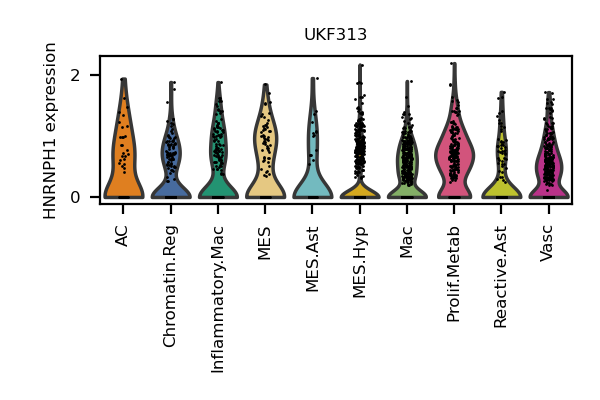 UKF313
HNRNPH1 expression
2
0
AC
Chromatin.Reg
Inflammatory.Mac
MES
MES.Ast
MES.Hyp
Mac
Prolif.Metab
Reactive.Ast
Vasc